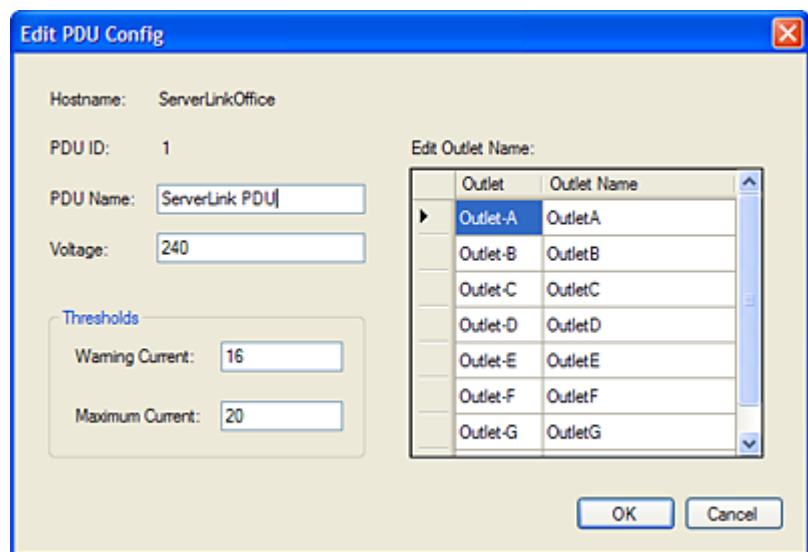 Edit PDU Config
Hostname: ServerLinkOffice
PDU ID: 1
PDU Name: ServerLink PDU
Voltage: 240
Thresholds
Warning Current: 16
Maximum Current: 20
Edit Outlet Name:
Outlet Outlet Name
Outlet-A OutletA
Outlet-B OutletB
Outlet-C OutletC
Outlet-D OutletD
Outlet-E OutletE
Outlet-F OutletF
Outlet-G OutletG
OK Cancel